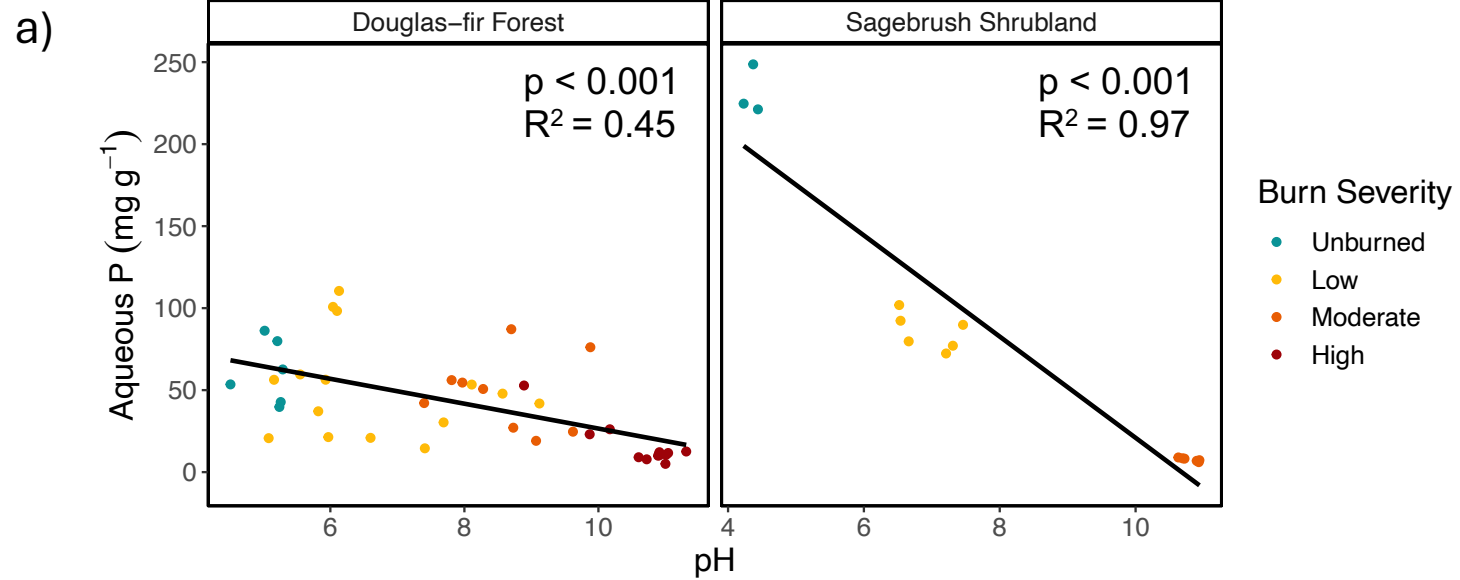 a)
Douglas−fir Forest
Sagebrush Shrubland
p < 0.001
R² = 0.45
p < 0.001
R² = 0.97
Aqueous P (mg g⁻¹)
250
200
150
100
50
0
6 8 10
4 6 8 10
pH
Burn Severity
Unburned
Low
Moderate
High